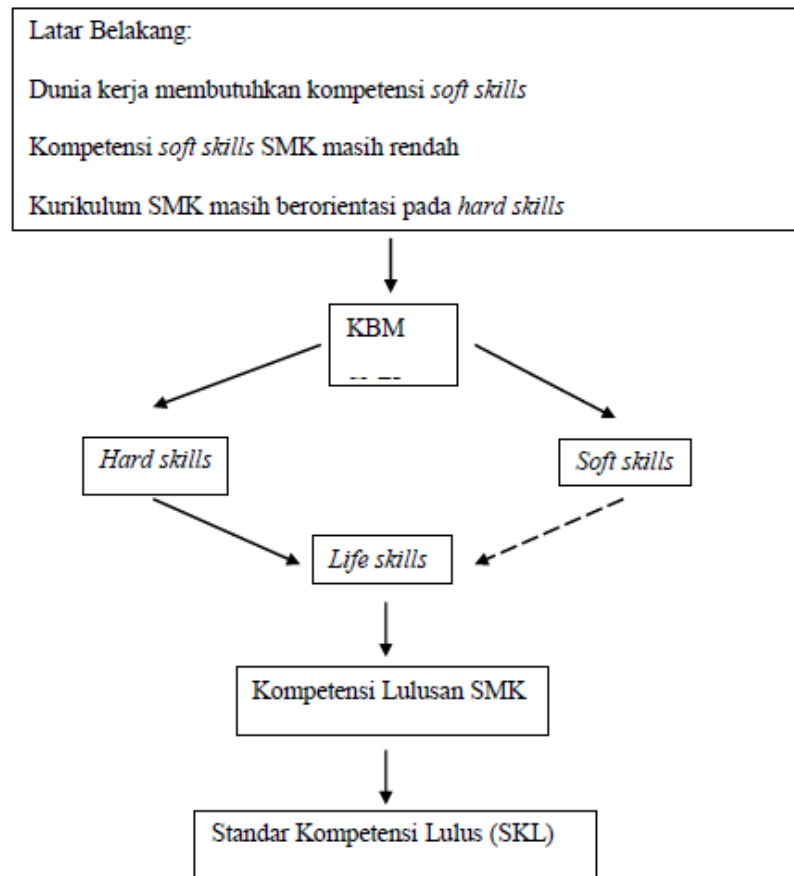 Latar Belakang:
Dunia kerja membutuhkan kompetensi soft skills
Kompetensi soft skills SMK masih rendah
Kurikulum SMK masih berorientasi pada hard skills
KBM
Hard skills
Soft skills
Life skills
Kompetensi Lulusan SMK
Standar Kompetensi Lulus (SKL)